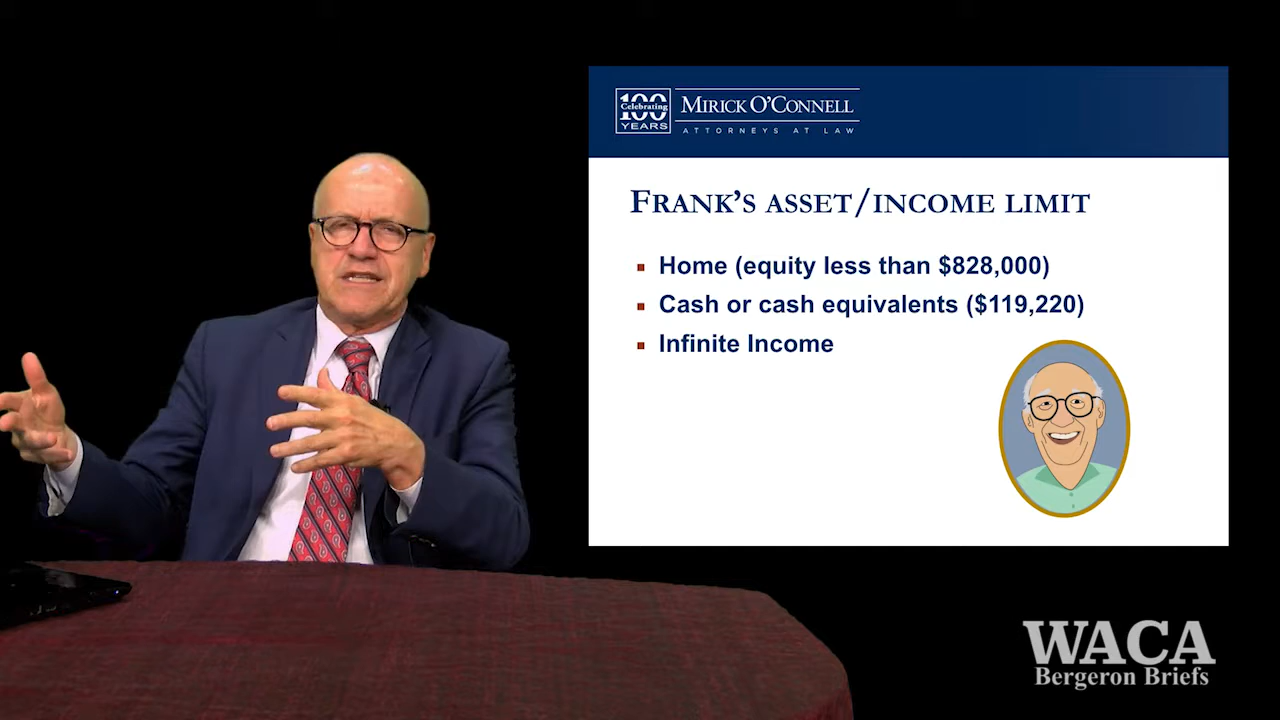 Celebrating
100
YEARS
MIRICK O'CONNELL
ATTORNEYS AT LAW
FRANK'S ASSET/INCOME LIMIT
Home (equity less than $828,000)
Cash or cash equivalents ($119,220)
Infinite Income
WACA
Bergeron Briefs